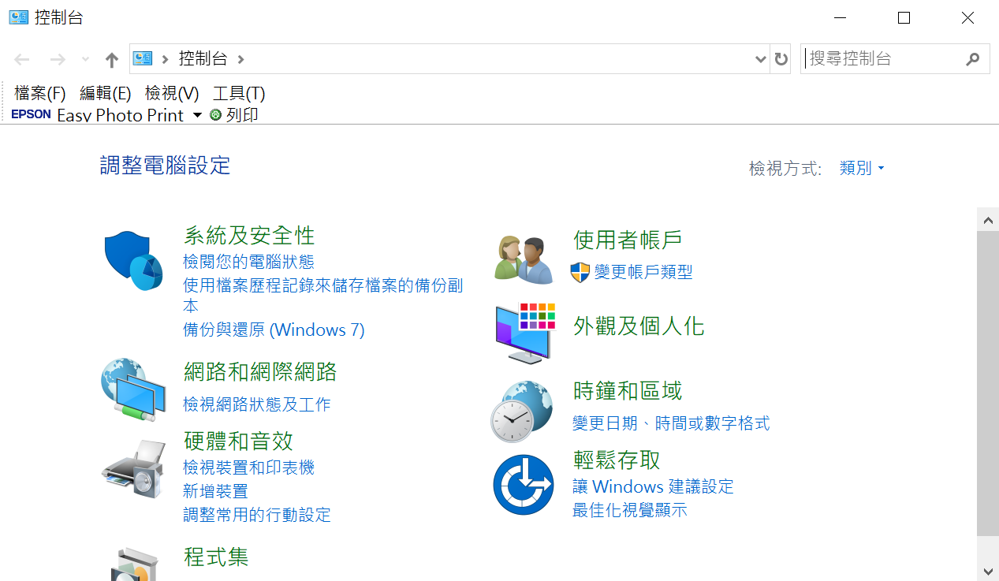 控制台
控制台
搜尋控制台
檔案(F) 編輯(E) 檢視(V) 工具(T)
EPSON Easy Photo Print 列印
調整電腦設定
檢視方式: 類別
系統及安全性
檢閱您的電腦狀態
使用檔案歷程記錄來儲存檔案的備份副
本
備份與還原 (Windows 7)
網路和網際網路
檢視網路狀態及工作
硬體和音效
檢視裝置和印表機
新增裝置
調整常用的行動設定
程式集
使用者帳戶
變更帳戶類型
外觀及個人化
時鐘和區域
變更日期、時間或數字格式
輕鬆存取
讓 Windows 建議設定
最佳化視覺顯示